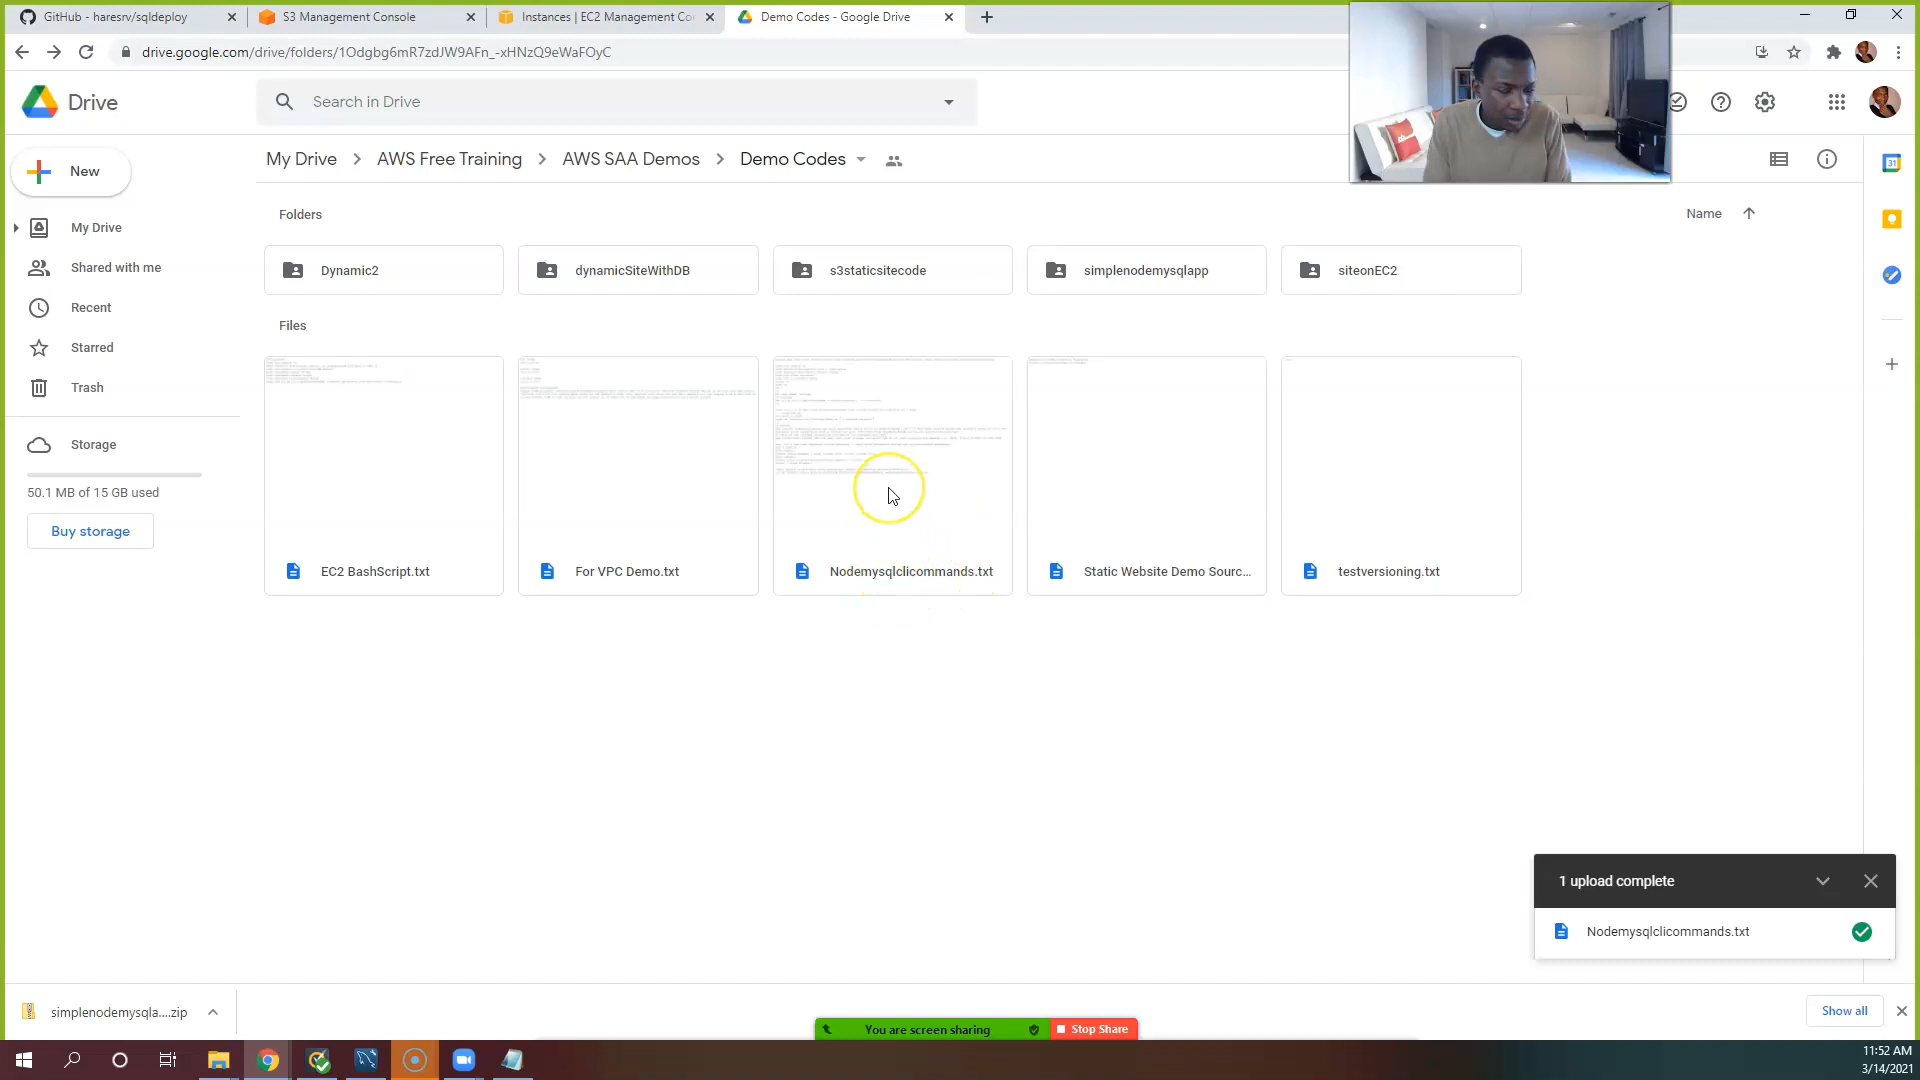 GitHub - haresrv/sqldeploy
S3 Management Console
Instances | EC2 Management Co
Demo Codes - Google Drive
drive.google.com/drive/folders/1Odgbg6mR7zdJW9AFn_-xHNzQ9eWaFOyC
Drive
Search in Drive
New
My Drive
AWS Free Training
AWS SAA Demos
Demo Codes
My Drive
Shared with me
Recent
Starred
Trash
Storage
50.1 MB of 15 GB used
Buy storage
Folders
Name
Dynamic2
dynamicSiteWithDB
s3staticsitecode
simplenodemysqlapp
siteonEC2
Files
EC2 BashScript.txt
For VPC Demo.txt
Nodemysqlclicommands.txt
Static Website Demo Sourc...
testversioning.txt
31
1 upload complete
Nodemysqlclicommands.txt
simplenodemysqla....zip
Show all
You are screen sharing
Stop Share
11:52 AM
3/14/2021